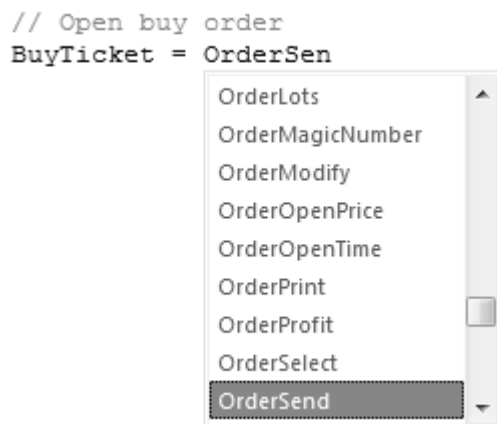 // Open buy order
BuyTicket = OrderSen
OrderLots
OrderMagicNumber
OrderModify
OrderOpenPrice
OrderOpenTime
OrderPrint
OrderProfit
OrderSelect
OrderSend